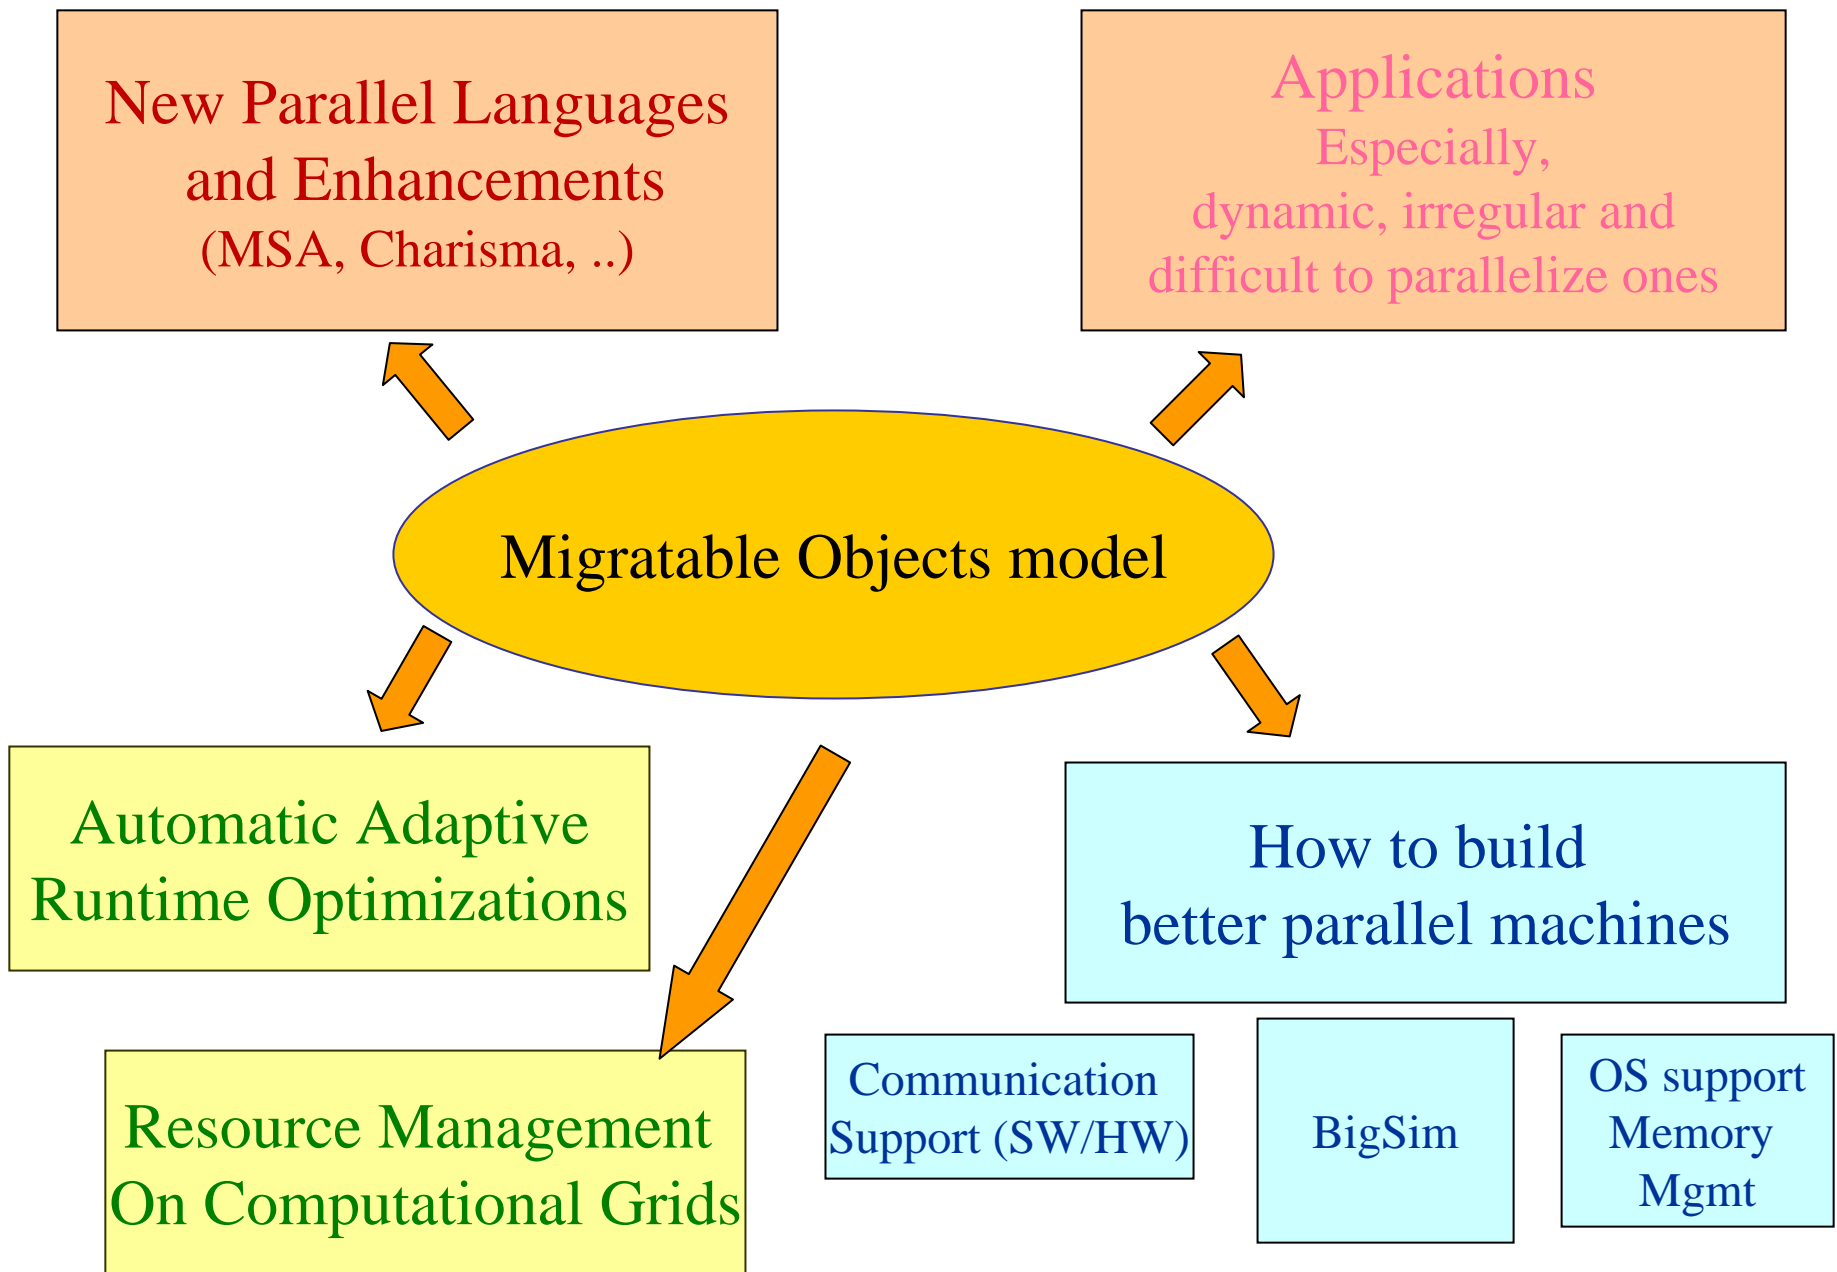 New Parallel Languages
and Enhancements
(MSA, Charisma, ..)
Applications
Especially,
dynamic, irregular and
difficult to parallelize ones
Migratable Objects model
Automatic Adaptive
Runtime Optimizations
How to build
better parallel machines
Resource Management
On Computational Grids
Communication
Support (SW/HW)
BigSim
OS support
Memory
Mgmt